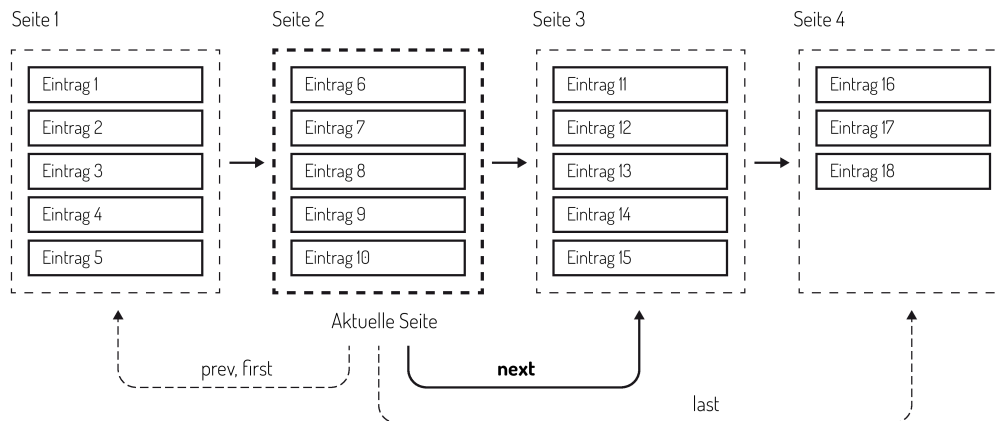 Seite 1
Eintrag 1
Eintrag 2
Eintrag 3
Eintrag 4
Eintrag 5
Seite 2
Eintrag 6
Eintrag 7
Eintrag 8
Eintrag 9
Eintrag 10
Seite 3
Eintrag 11
Eintrag 12
Eintrag 13
Eintrag 14
Eintrag 15
Seite 4
Eintrag 16
Eintrag 17
Eintrag 18
Aktuelle Seite
prev, first
next
last